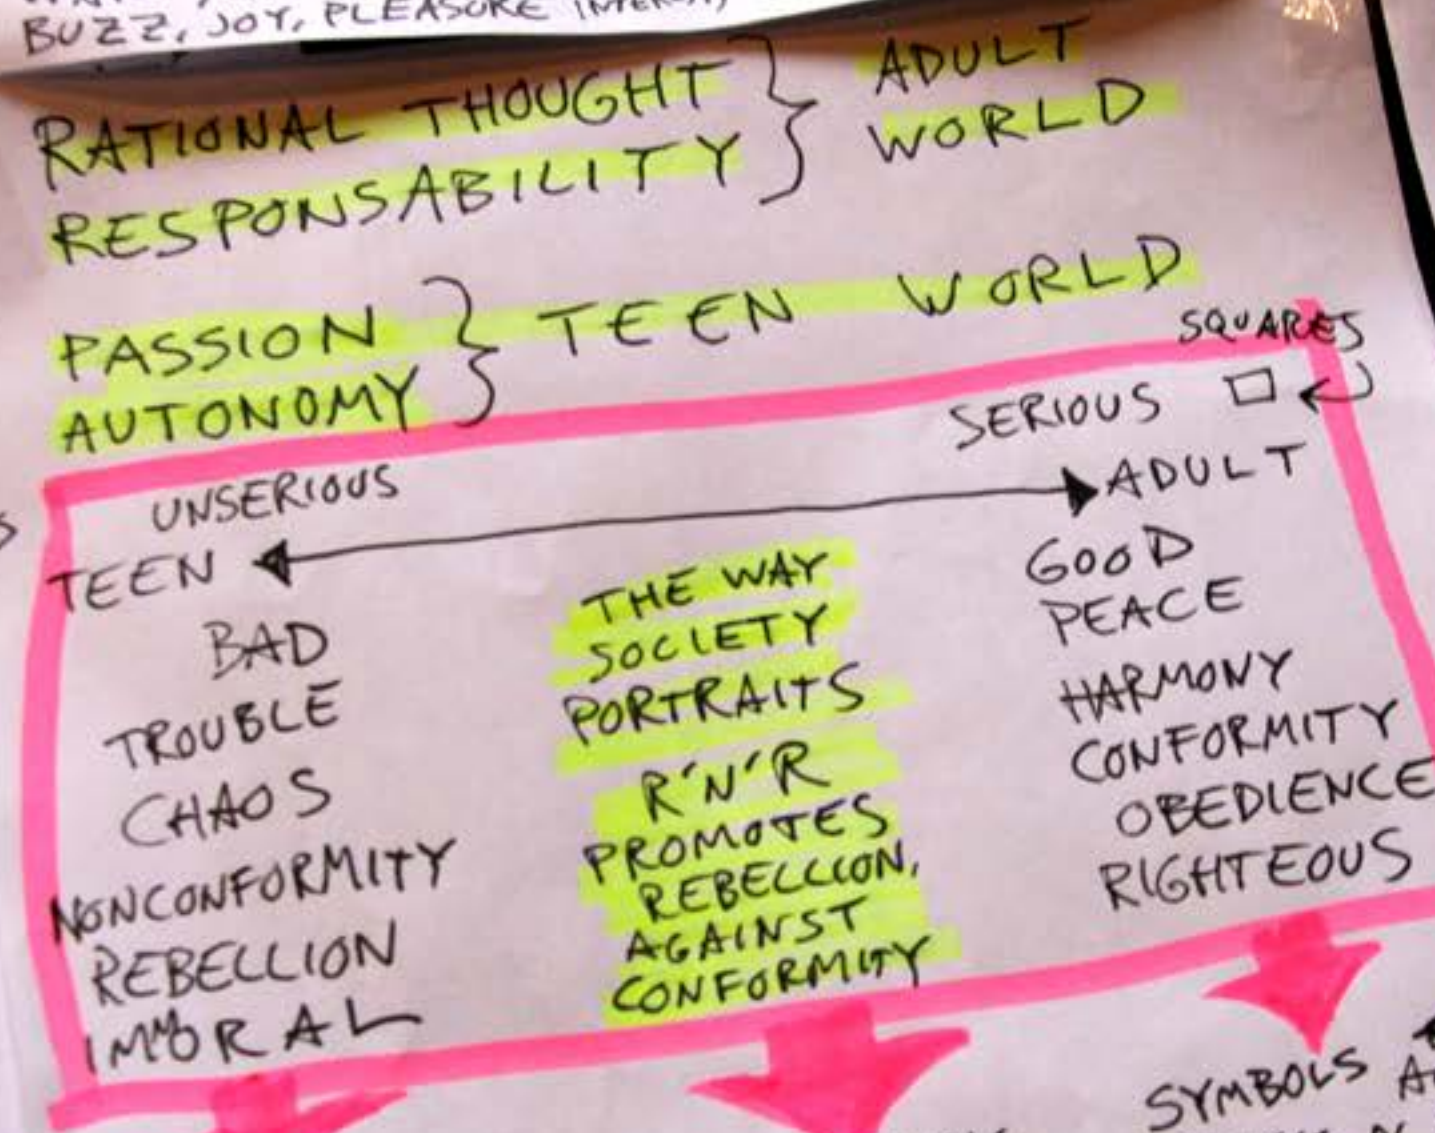 BUZZ, JOY, PLEASURE
RATIONAL THOUGHT } ADULT
RESPONSABILITY } WORLD
PASSION } TEEN WORLD
AUTONOMY
SQUARES
UNSERIOUS SERIOUS
TEEN ADULT
BAD THE WAY GOOD
TROUBLE SOCIETY PEACE
CHAOS PORTRAITS HARMONY
NONCONFORMITY R'N'R CONFORMITY
REBELLION PROMOTES OBEDIENCE
IMMORAL REBELLION, RIGHTEOUS
AGAINST
CONFORMITY
SYMBOLS